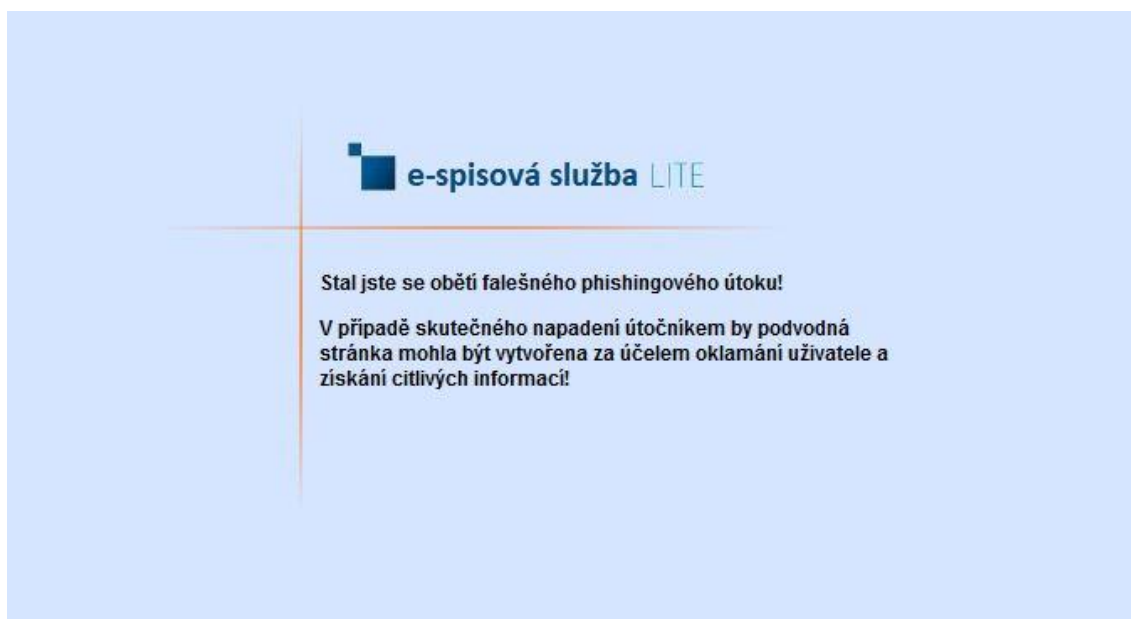 e-spisová služba LITE
Stal jste se obětí falešného phishingového útoku!
V případě skutečného napadení útočníkem by podvodná
stránka mohla být vytvořena za účelem oklamání uživatele a
získání citlivých informací!